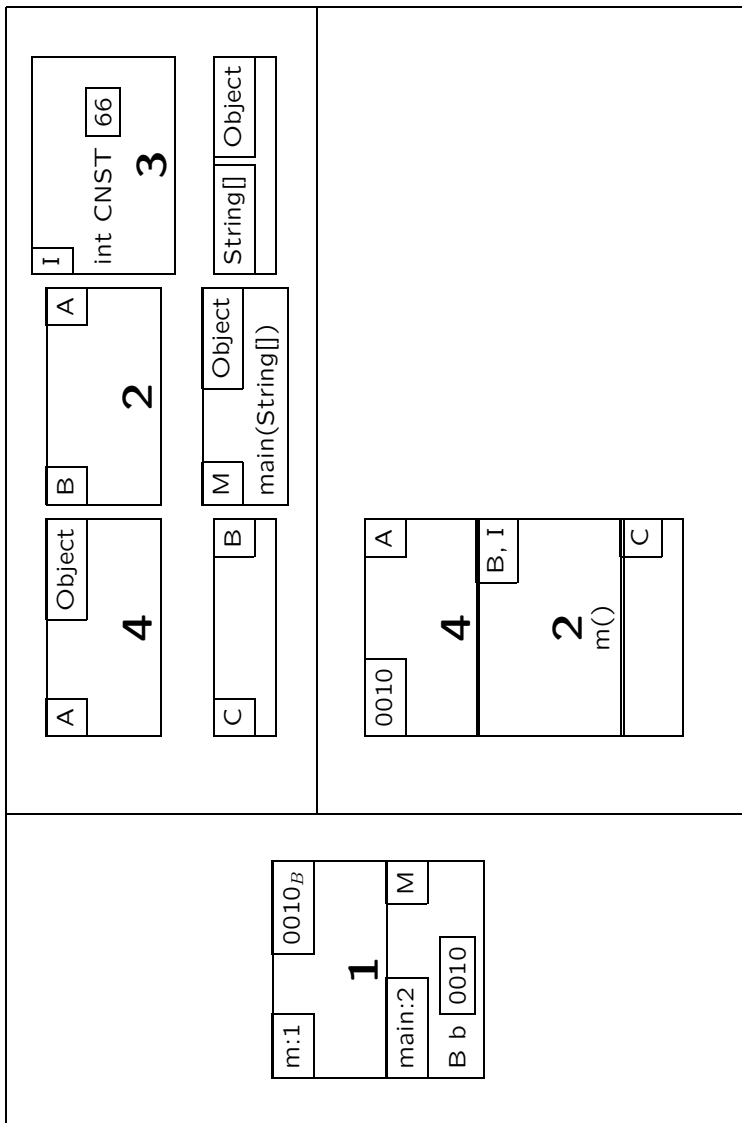 m:1 0010B
1
main:2 M
B b 0010
A Object
4
B A
2
I
int CNST 66
3
C B
M Object
main(String[])
String[] Object
0010 A
4
B, I
2
m()
C